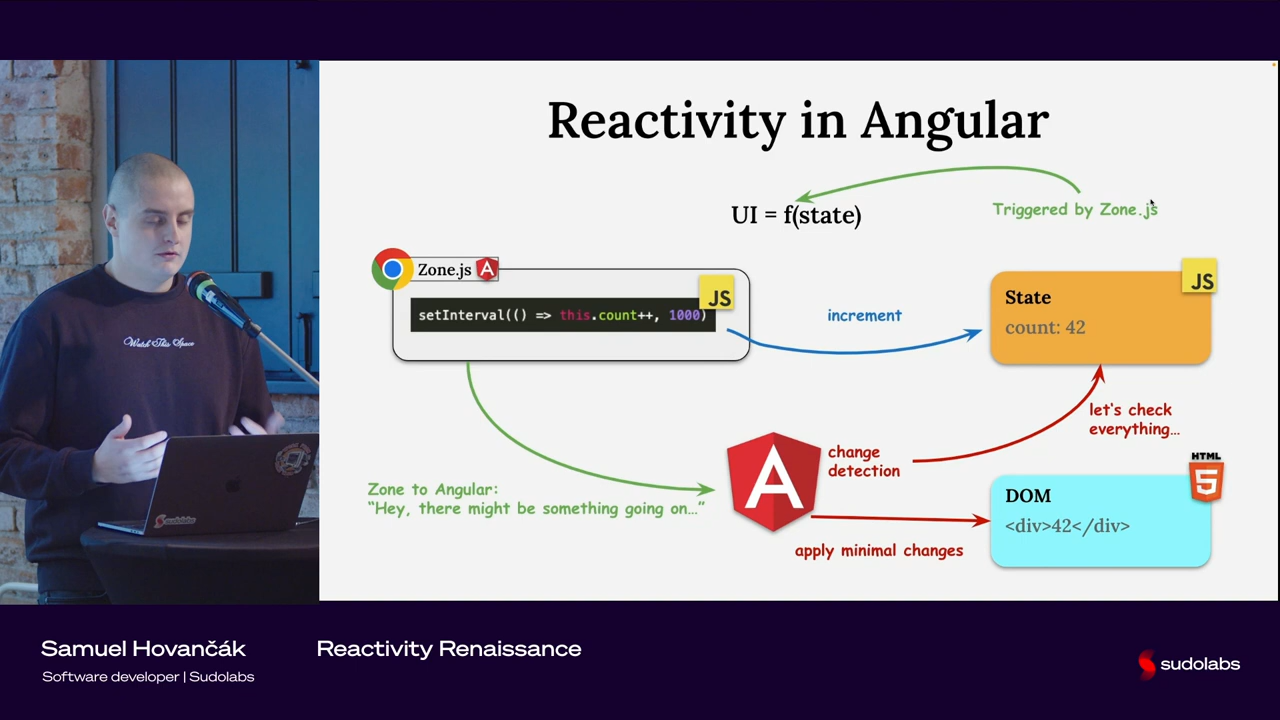 Reactivity in Angular
UI = f(state)
Triggered by Zone.js
Zone.js
JS
setInterval(() => this.count++, 1000)
increment
JS
State
count: 42
let's check
everything…
change
detection
A
Zone to Angular:
“Hey, there might be something going on…”
apply minimal changes
HTML
5
DOM
<div>42</div>
Watch This Space
sudolabs
Samuel Hovančák
Software developer | Sudolabs
Reactivity Renaissance
sudolabs